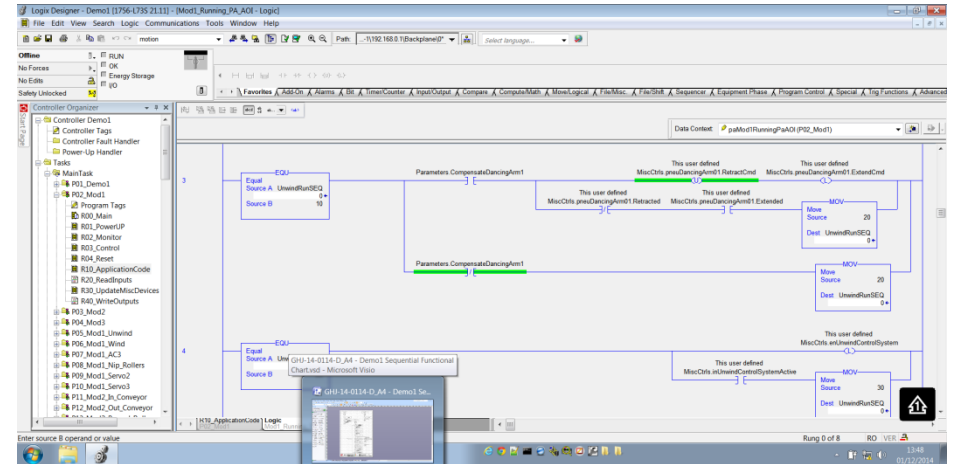 Logix Designer - Demo1 [1756-L73S 21.11] - [Mod1_Running_PA_AOI - Logic]
File Edit View Search Logic Communications Tools Window Help
motion
Path: ..-1\192.168.0.1\Backplane\0*
Select language...
Offline
RUN
No Forces
OK
No Edits
Energy Storage
Safety Unlocked
I/O
Favorites Add-On Alarms Bit Timer/Counter Input/Output Compare Compute/Math Move/Logical File/Misc. File/Shift Sequencer Equipment Phase Program Control Special Trig Functions Advanced
Controller Organizer
Start Page
Controller Demo1
Controller Tags
Controller Fault Handler
Power-Up Handler
Tasks
MainTask
P01_Demo1
P02_Mod1
Program Tags
R00_Main
R01_PowerUP
R02_Monitor
R03_Control
R04_Reset
R10_ApplicationCode
R20_ReadInputs
R30_UpdateMiscDevices
R40_WriteOutputs
P03_Mod2
P04_Mod3
P05_Mod1_Unwind
P06_Mod1_Wind
P07_Mod1_AC3
P08_Mod1_Nip_Rollers
P09_Mod1_Servo2
P10_Mod1_Servo3
P11_Mod2_In_Conveyor
P12_Mod2_Out_Conveyor
Data Context: paMod1RunningPaAOI (P02_Mod1)
3
EQU
Equal
Source A UnwindRunSEQ
0
Source B 10
Parameters.CompensateDancingArm1
This user defined
MiscCtrls.pneuDancingArm01.RetractCmd
U
This user defined
MiscCtrls.pneuDancingArm01.ExtendCmd
L
This user defined
MiscCtrls.pneuDancingArm01.Retracted
This user defined
MiscCtrls.pneuDancingArm01.Extended
MOV
Move
Source 20
Dest UnwindRunSEQ
0
Parameters.CompensateDancingArm1
MOV
Move
Source 20
Dest UnwindRunSEQ
0
4
EQU
Equal
Source A
Source B
This user defined
MiscCtrls.enUnwindControlSystem
L
This user defined
MiscCtrls.inUnwindControlSystemActive
MOV
Move
Source 30
Dest UnwindRunSEQ
0
GHJ-14-0114-D_A4 - Demo1 Sequential Functional
Chart.vsd - Microsoft Visio
GHJ-14-0114-D_A4 - Demo1 Se...
Logic
Enter source B operand or value
Rung 0 of 8
RO VER
13:48
01/12/2014